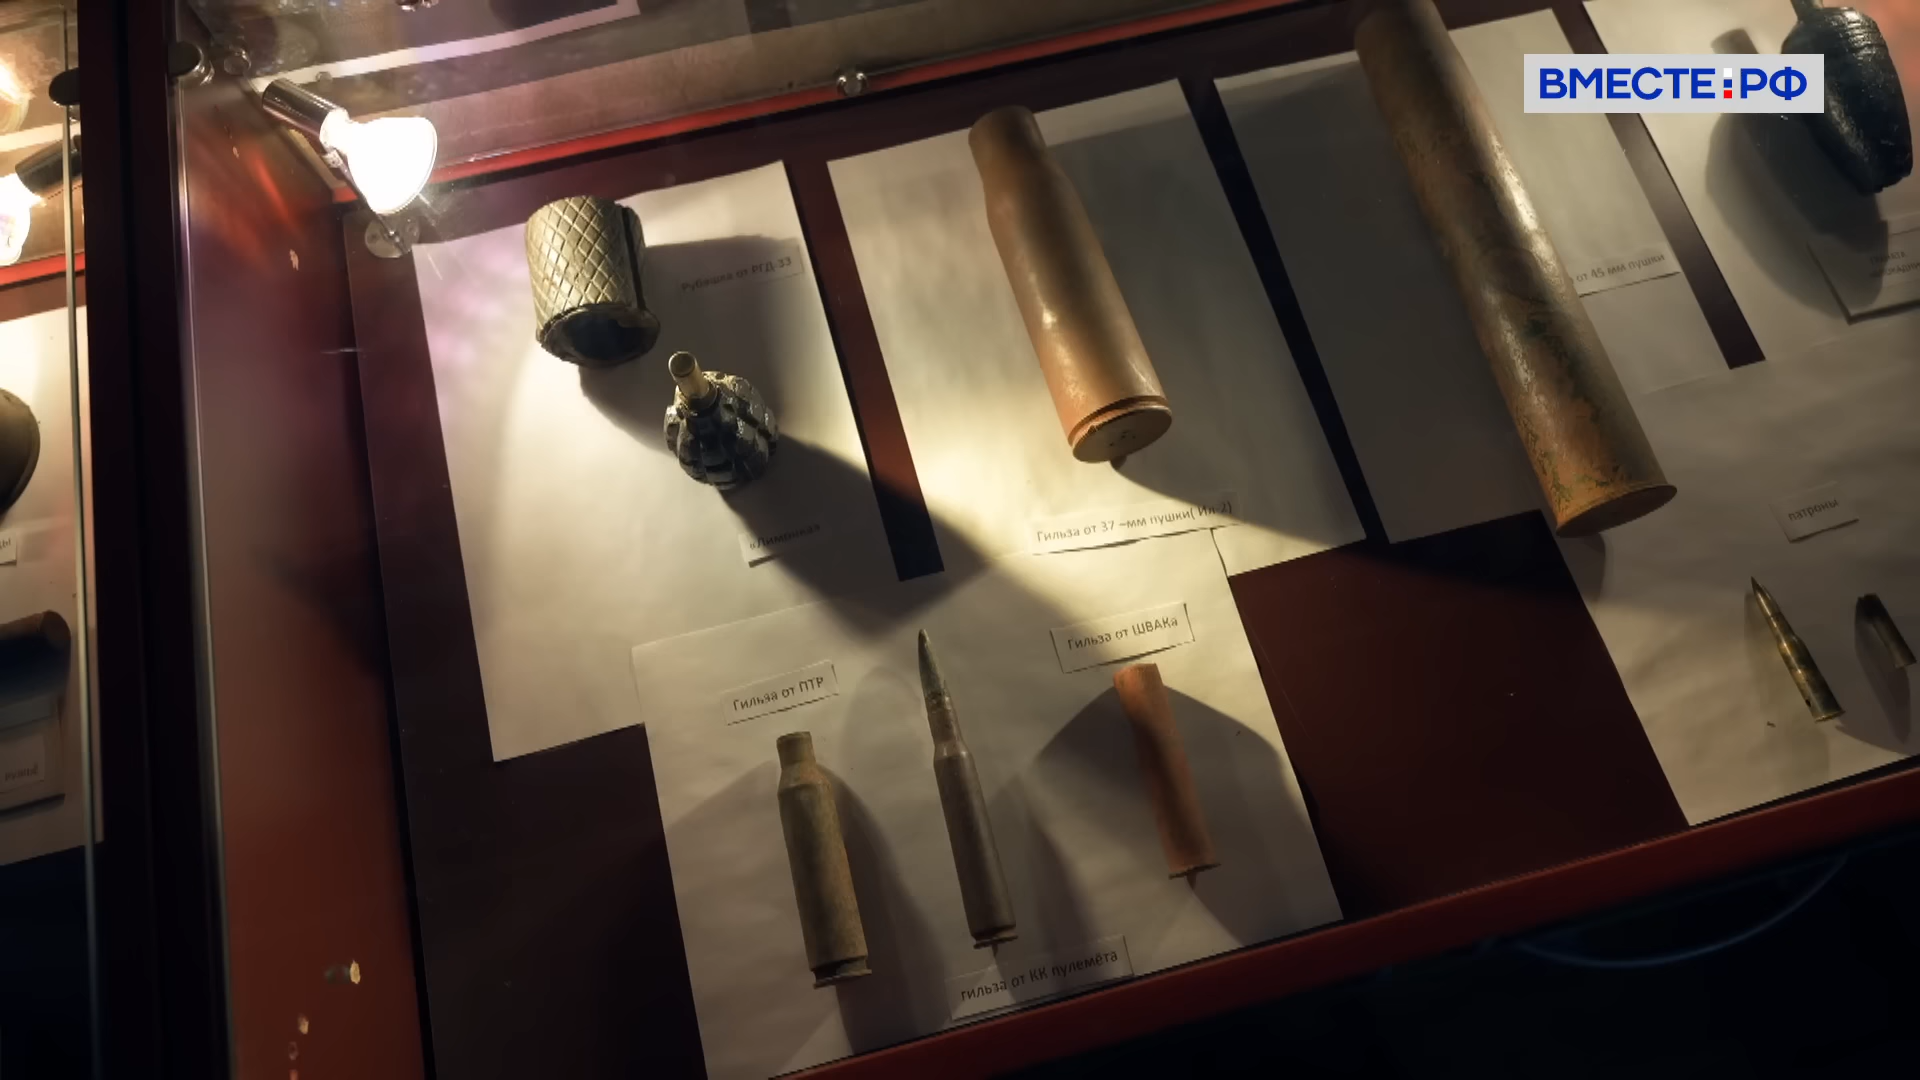 ВМЕСТЕ:РФ
Рубашка от РГД-33
от 45 мм пушки
«Лимонка»
Гильза от 37 –мм пушки( Ил-2)
патроны
Гильза от ШВАКа
Гильза от ПТР
гильза от КК пулемёта